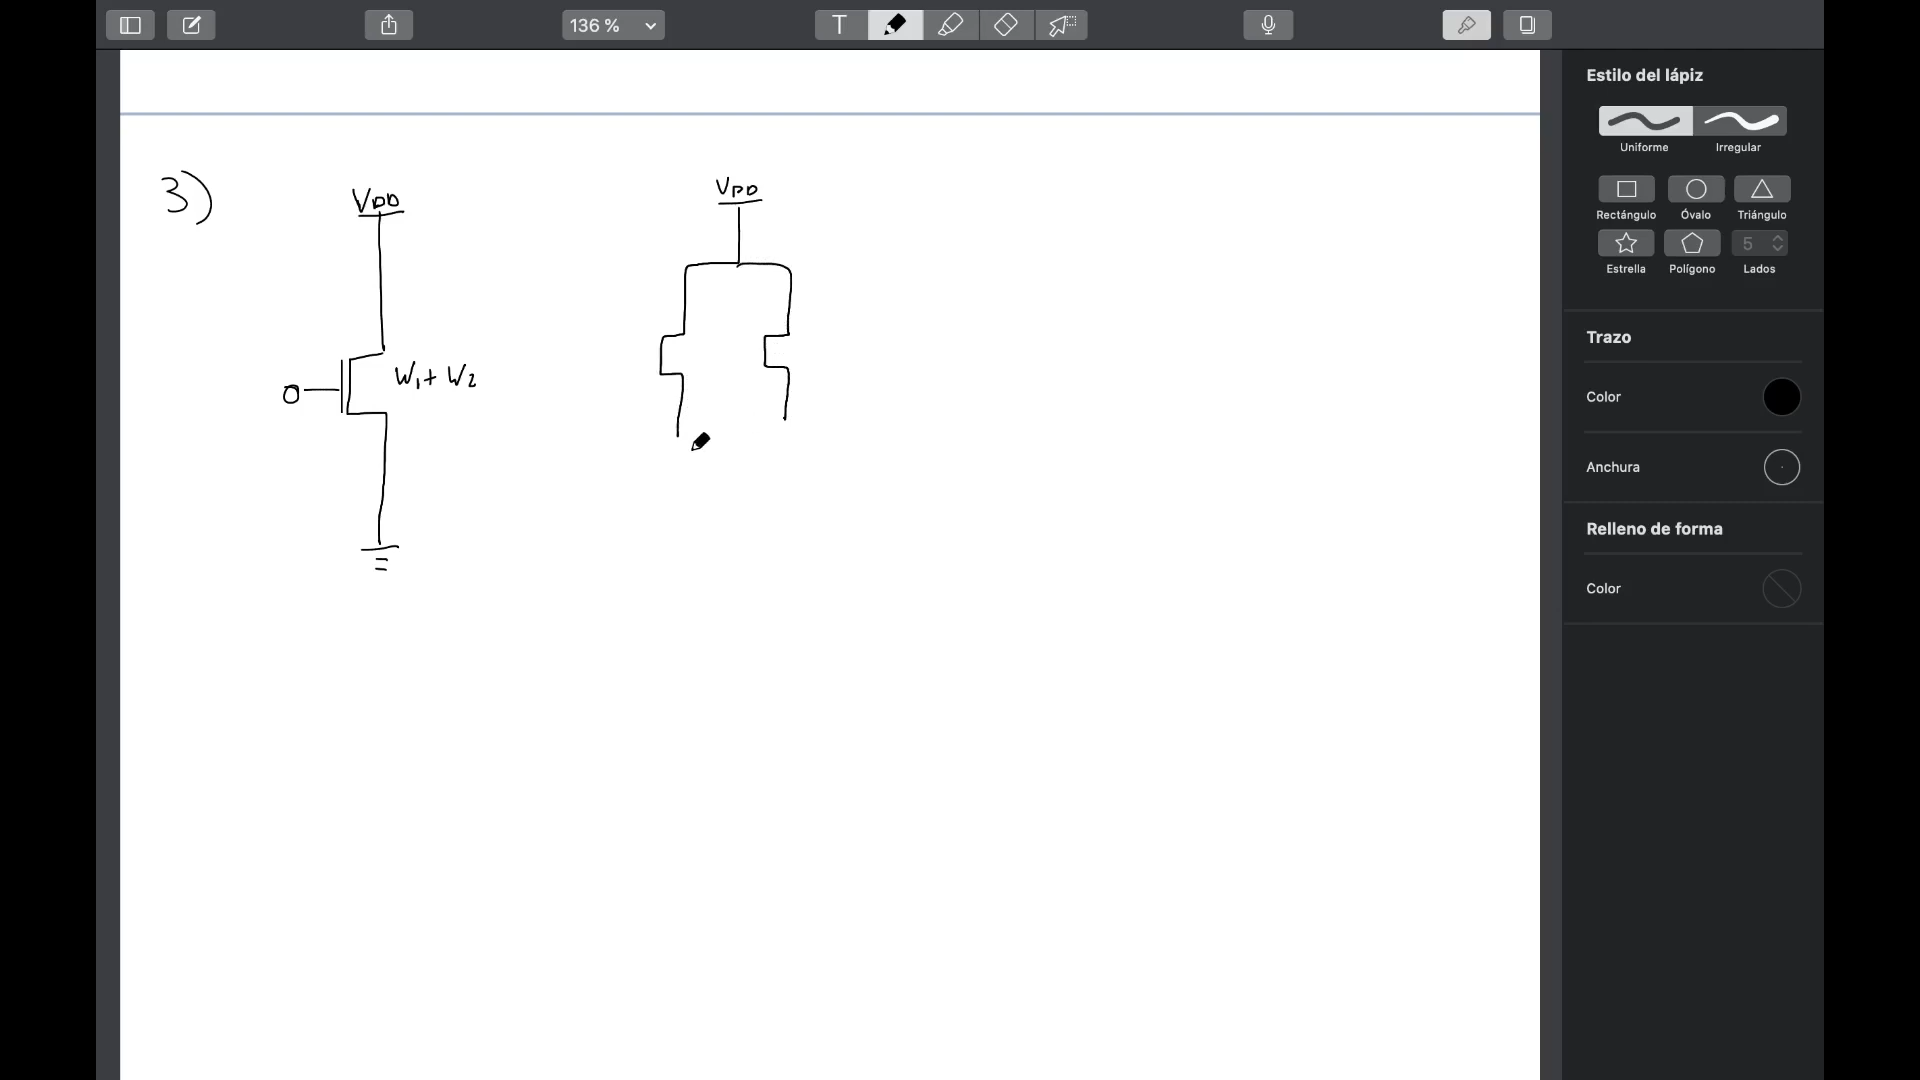 136 %
T
Estilo del lápiz
Uniforme Irregular
5
Rectángulo Óvalo Triángulo
Estrella Polígono Lados
Trazo
Color
Anchura
Relleno de forma
Color
3)
VDD
VDD
0
W1+ W2